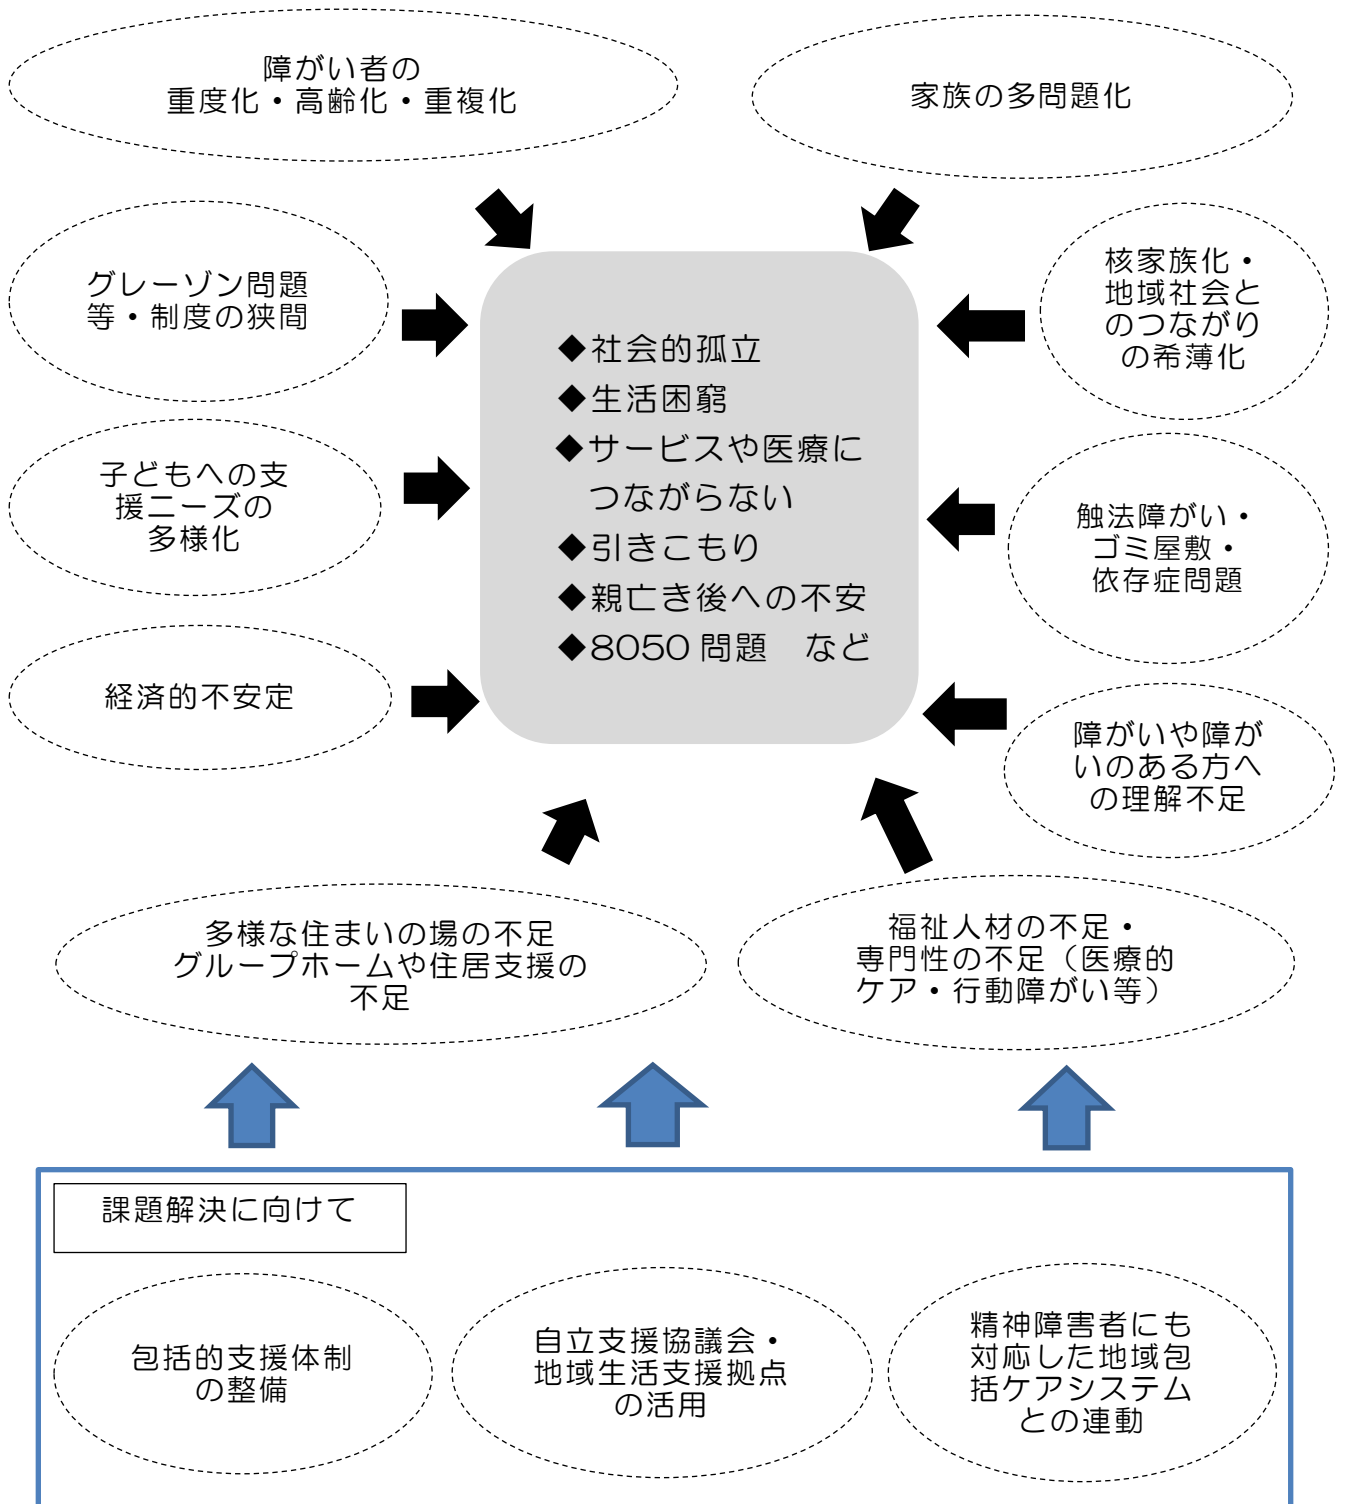 障がい者の
重度化・高齢化・重複化
家族の多問題化
グレーゾン問題
等・制度の狭間
核家族化・
地域社会と
のつながり
の希薄化
◆社会的孤立
◆生活困窮
◆サービスや医療に
つながらない
◆引きこもり
◆親亡き後への不安
◆8050問題　など
子どもへの支
援ニーズの
多様化
触法障がい・
ゴミ屋敷・
依存症問題
経済的不安定
障がいや障が
いのある方へ
の理解不足
多様な住まいの場の不足
グループホームや住居支援の
不足
福祉人材の不足・
専門性の不足（医療的
ケア・行動障がい等）
課題解決に向けて
包括的支援体制
の整備
自立支援協議会・
地域生活支援拠点
の活用
精神障害者にも
対応した地域包
括ケアシステム
との連動